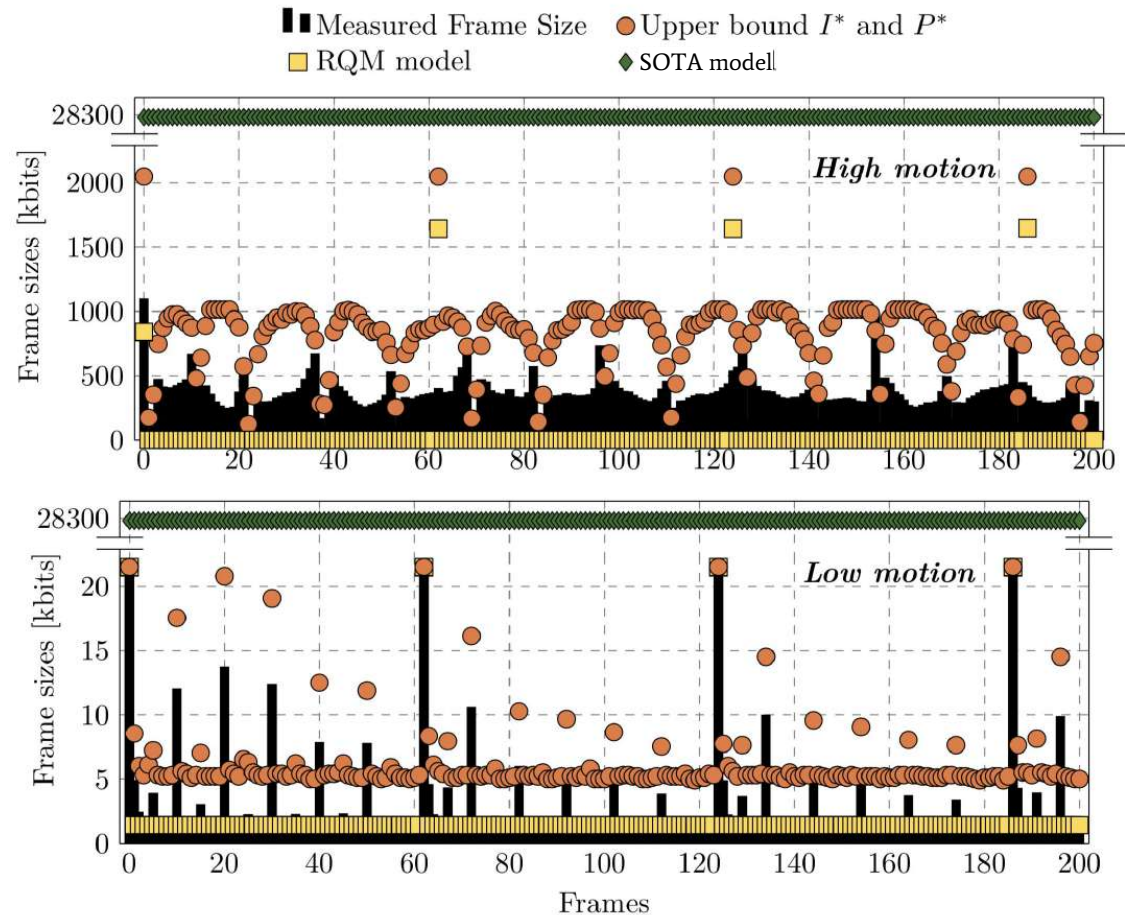 Measured Frame Size Upper bound I* and P*
RQM model SOTA model
28300
High motion
2000
1500
1000
500
0
Frame sizes [kbits]
0 20 40 60 80 100 120 140 160 180 200
28300
Low motion
20
15
10
5
0
Frame sizes [kbits]
0 20 40 60 80 100 120 140 160 180 200
Frames